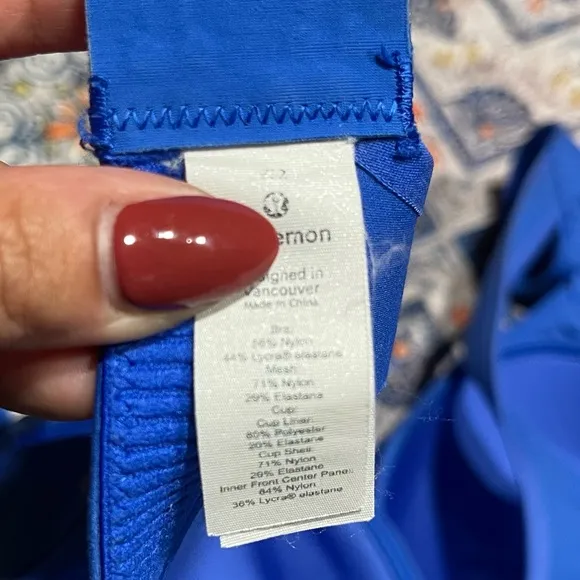 emon
signed in
Vancouver
Made in China
Bra:
56% Nylon
44% Lycra® elastane
Mesh:
71% Nylon
29% Elastane
Cup:
Cup Liner:
80% Polyester
20% Elastane
Cup Shell:
71% Nylon
29% Elastane
Inner Front Center Panel:
64% Nylon
36% Lycra® elastane